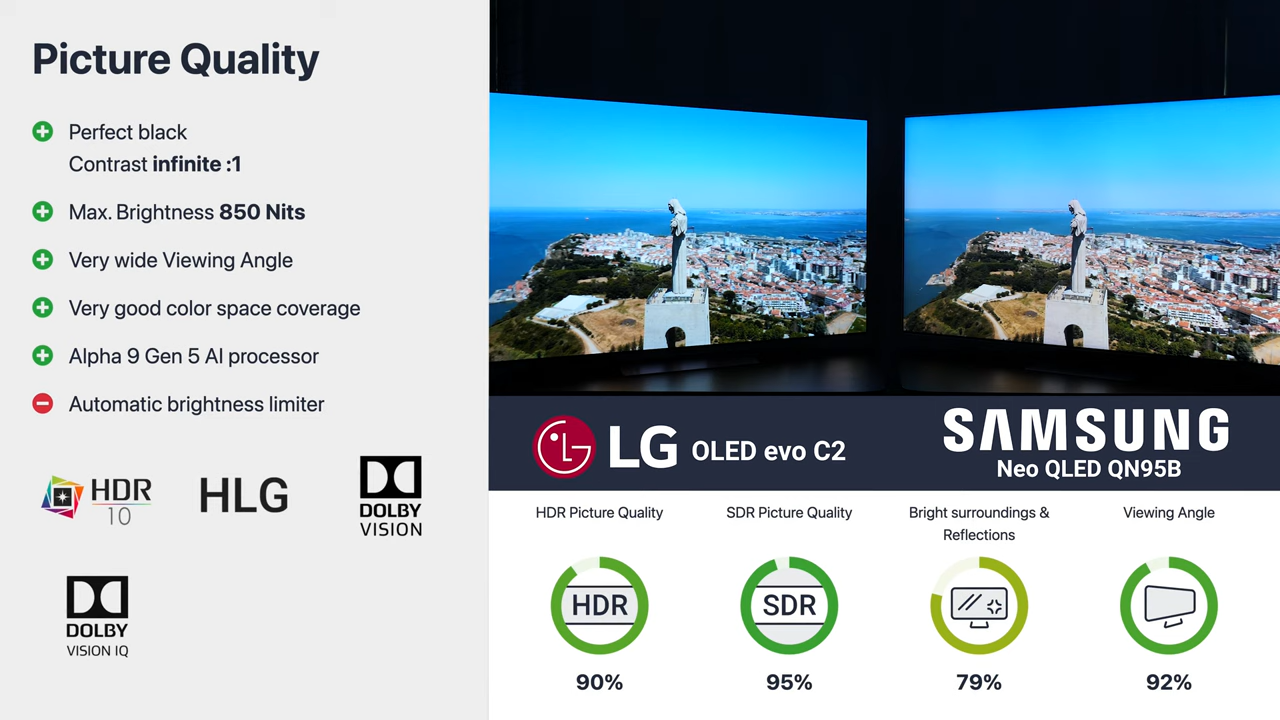 Picture Quality
Perfect black
Contrast infinite :1
Max. Brightness 850 Nits
Very wide Viewing Angle
Very good color space coverage
Alpha 9 Gen 5 AI processor
Automatic brightness limiter
HDR
10
HLG
DOLBY
VISION
DOLBY
VISION IQ
LG OLED evo C2
SAMSUNG
Neo QLED QN95B
HDR Picture Quality
SDR Picture Quality
Bright surroundings &
Reflections
Viewing Angle
HDR
SDR
90%
95%
79%
92%